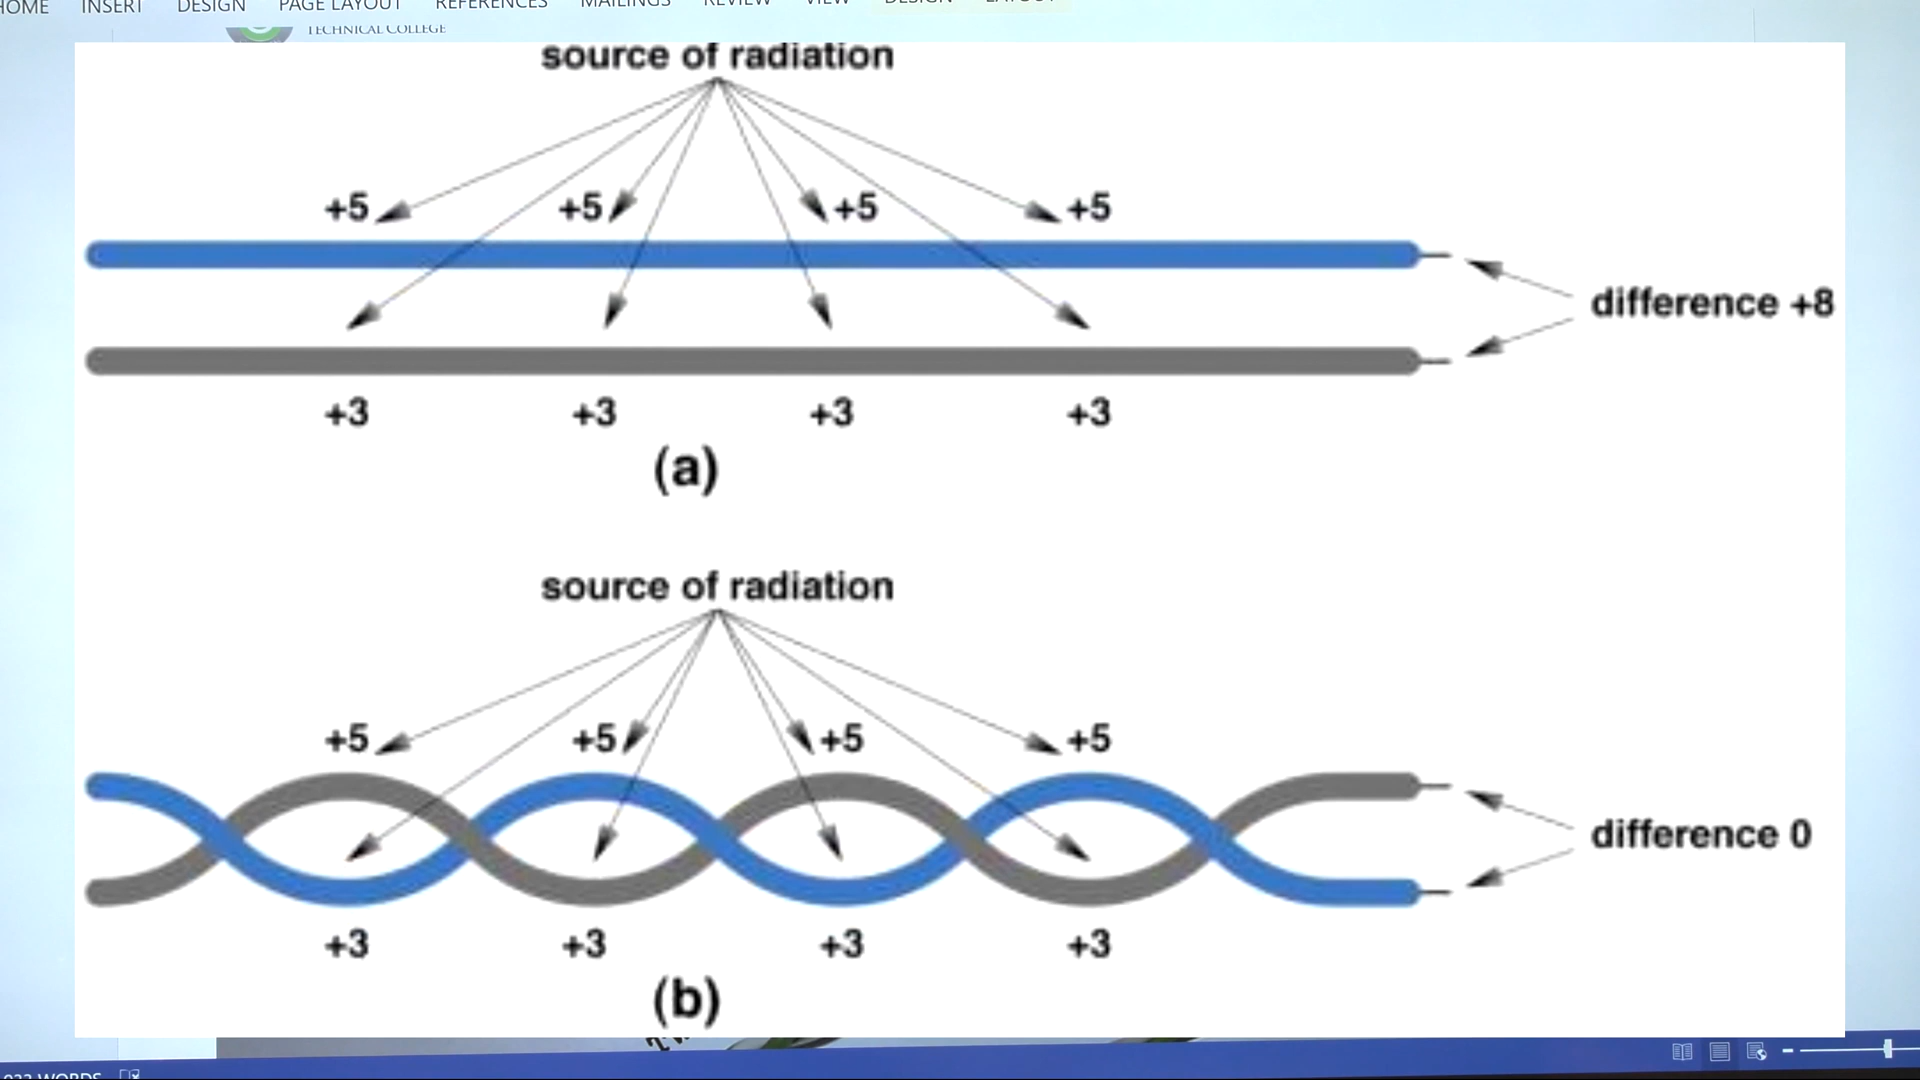 HOME INSERT DESIGN PAGE LAYOUT REFERENCES MAILINGS REVIEW VIEW DESIGN LAYOUT
TECHNICAL COLLEGE
source of radiation
+5 +5 +5 +5
difference +8
+3 +3 +3 +3
(a)
source of radiation
+5 +5 +5 +5
difference 0
+3 +3 +3 +3
(b)
WORDS